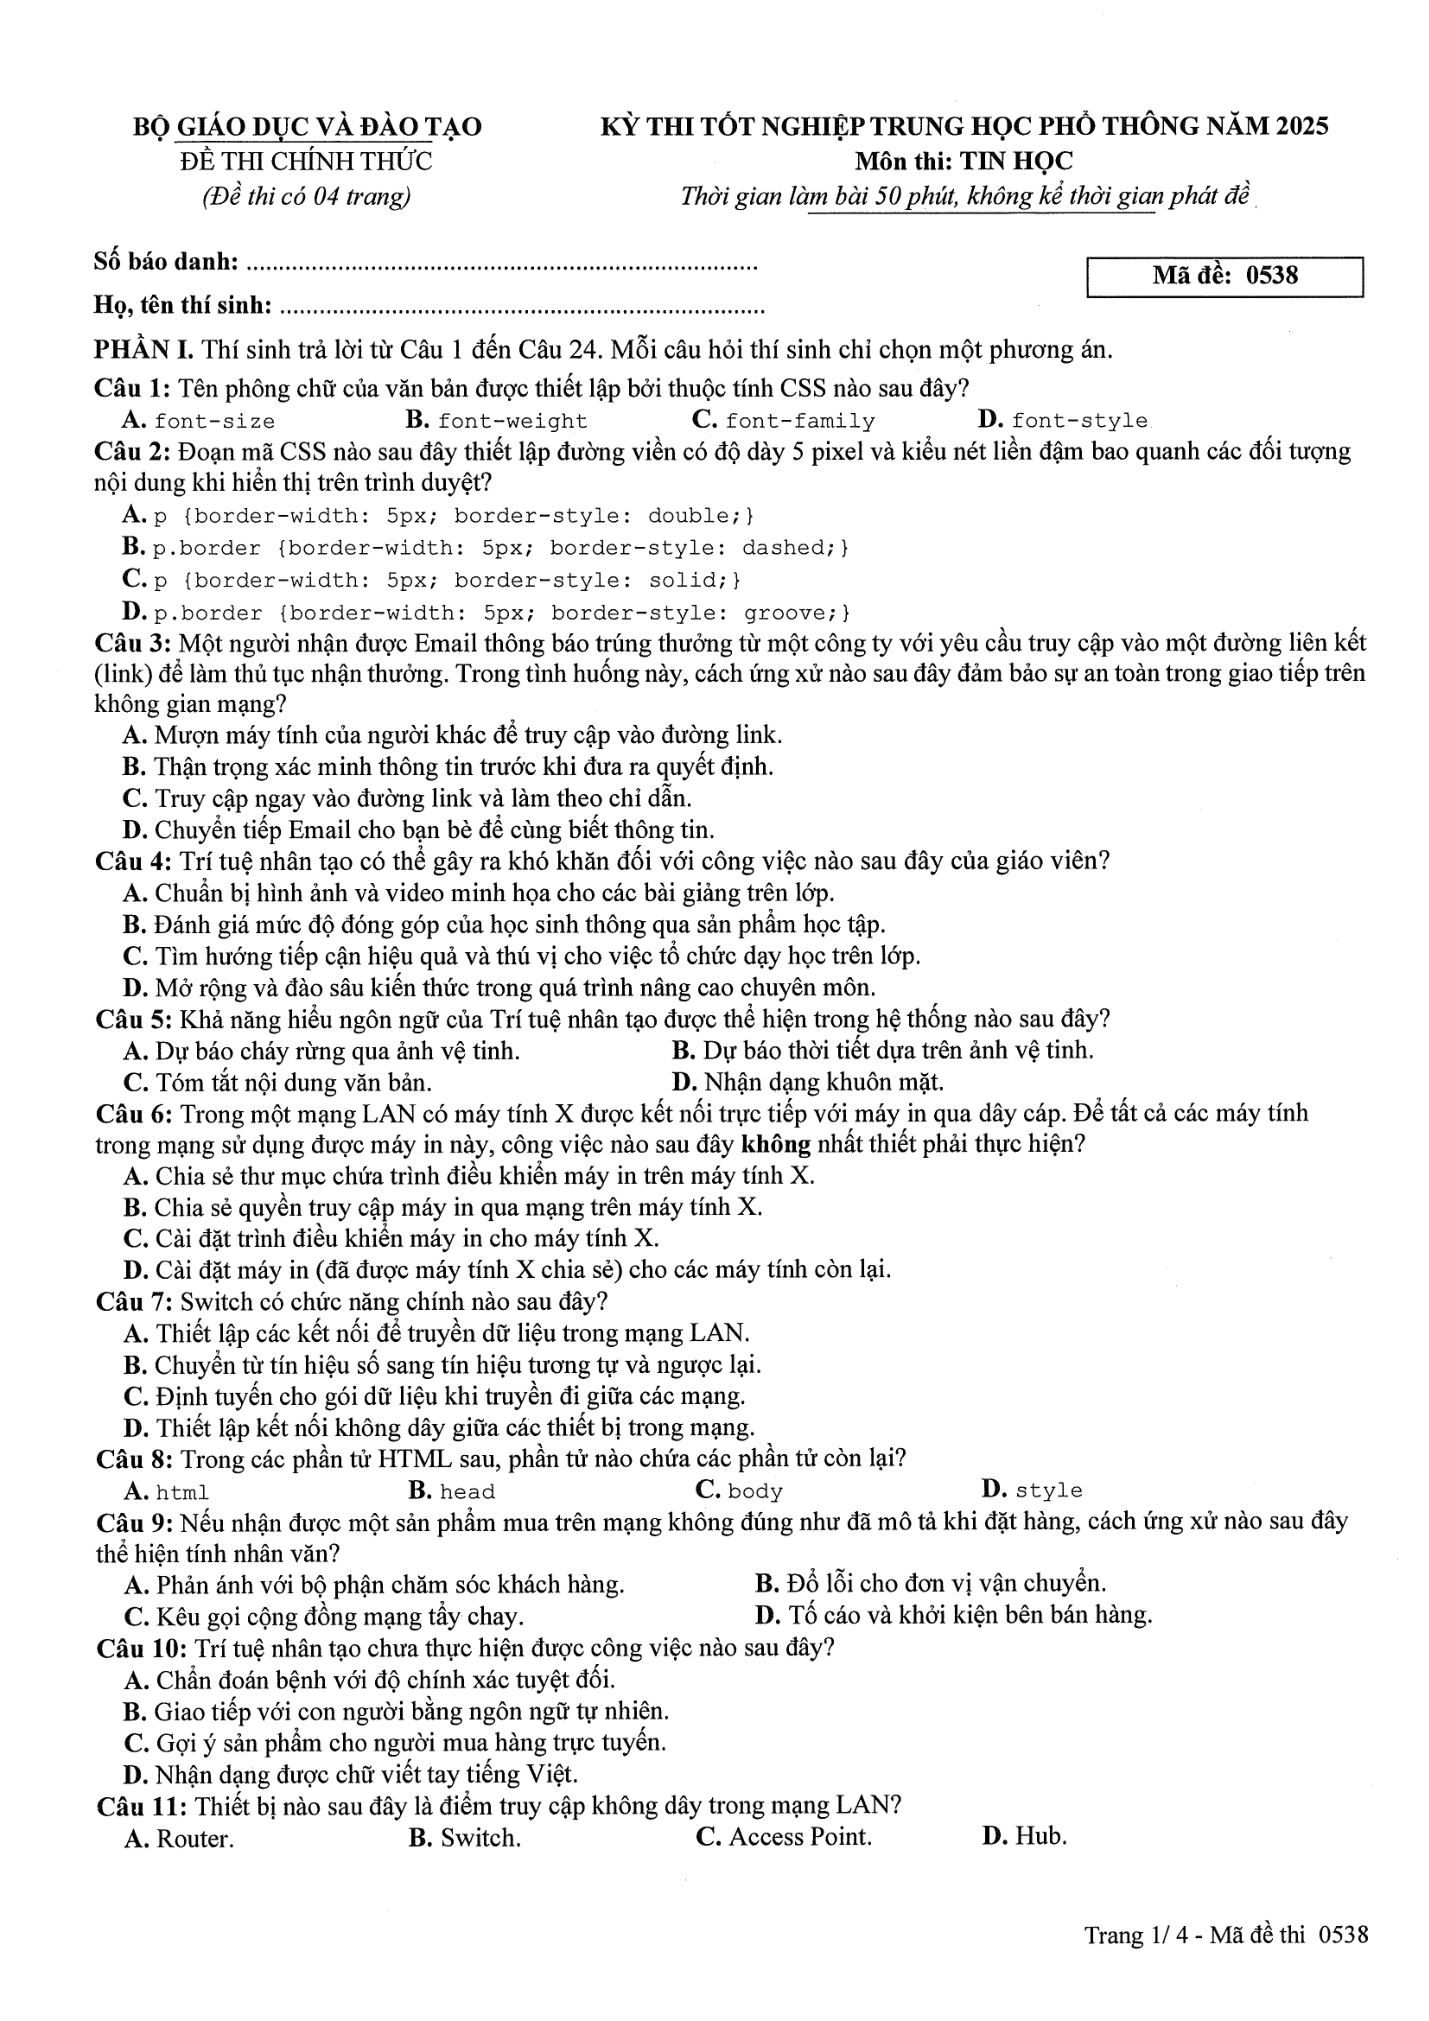 BỘ GIÁO DỤC VÀ ĐÀO TẠO
ĐỀ THI CHÍNH THỨC
(Đề thi có 04 trang)
KỲ THI TỐT NGHIỆP TRUNG HỌC PHỔ THÔNG NĂM 2025
Môn thi: TIN HỌC
Thời gian làm bài 50 phút, không kể thời gian phát đề
Số báo danh: ..............................................................................
Mã đề: 0538
Họ, tên thí sinh: ..........................................................................
PHẦN I. Thí sinh trả lời từ Câu 1 đến Câu 24. Mỗi câu hỏi thí sinh chỉ chọn một phương án.
Câu 1: Tên phông chữ của văn bản được thiết lập bởi thuộc tính CSS nào sau đây?
A. font-size B. font-weight C. font-family D. font-style
Câu 2: Đoạn mã CSS nào sau đây thiết lập đường viền có độ dày 5 pixel và kiểu nét liền đậm bao quanh các đối tượng
nội dung khi hiển thị trên trình duyệt?
A. p {border-width: 5px; border-style: double;}
B. p.border {border-width: 5px; border-style: dashed;}
C. p {border-width: 5px; border-style: solid;}
D. p.border {border-width: 5px; border-style: groove;}
Câu 3: Một người nhận được Email thông báo trúng thưởng từ một công ty với yêu cầu truy cập vào một đường liên kết
(link) để làm thủ tục nhận thưởng. Trong tình huống này, cách ứng xử nào sau đây đảm bảo sự an toàn trong giao tiếp trên
không gian mạng?
A. Mượn máy tính của người khác để truy cập vào đường link.
B. Thận trọng xác minh thông tin trước khi đưa ra quyết định.
C. Truy cập ngay vào đường link và làm theo chỉ dẫn.
D. Chuyển tiếp Email cho bạn bè để cùng biết thông tin.
Câu 4: Trí tuệ nhân tạo có thể gây ra khó khăn đối với công việc nào sau đây của giáo viên?
A. Chuẩn bị hình ảnh và video minh họa cho các bài giảng trên lớp.
B. Đánh giá mức độ đóng góp của học sinh thông qua sản phẩm học tập.
C. Tìm hướng tiếp cận hiệu quả và thú vị cho việc tổ chức dạy học trên lớp.
D. Mở rộng và đào sâu kiến thức trong quá trình nâng cao chuyên môn.
Câu 5: Khả năng hiểu ngôn ngữ của Trí tuệ nhân tạo được thể hiện trong hệ thống nào sau đây?
A. Dự báo cháy rừng qua ảnh vệ tinh. B. Dự báo thời tiết dựa trên ảnh vệ tinh.
C. Tóm tắt nội dung văn bản. D. Nhận dạng khuôn mặt.
Câu 6: Trong một mạng LAN có máy tính X được kết nối trực tiếp với máy in qua dây cáp. Để tất cả các máy tính
trong mạng sử dụng được máy in này, công việc nào sau đây không nhất thiết phải thực hiện?
A. Chia sẻ thư mục chứa trình điều khiển máy in trên máy tính X.
B. Chia sẻ quyền truy cập máy in qua mạng trên máy tính X.
C. Cài đặt trình điều khiển máy in cho máy tính X.
D. Cài đặt máy in (đã được máy tính X chia sẻ) cho các máy tính còn lại.
Câu 7: Switch có chức năng chính nào sau đây?
A. Thiết lập các kết nối để truyền dữ liệu trong mạng LAN.
B. Chuyển từ tín hiệu số sang tín hiệu tương tự và ngược lại.
C. Định tuyến cho gói dữ liệu khi truyền đi giữa các mạng.
D. Thiết lập kết nối không dây giữa các thiết bị trong mạng.
Câu 8: Trong các phần tử HTML sau, phần tử nào chứa các phần tử còn lại?
A. html B. head C. body D. style
Câu 9: Nếu nhận được một sản phẩm mua trên mạng không đúng như đã mô tả khi đặt hàng, cách ứng xử nào sau đây
thể hiện tính nhân văn?
A. Phản ánh với bộ phận chăm sóc khách hàng. B. Đổ lỗi cho đơn vị vận chuyển.
C. Kêu gọi cộng đồng mạng tẩy chay. D. Tố cáo và khởi kiện bên bán hàng.
Câu 10: Trí tuệ nhân tạo chưa thực hiện được công việc nào sau đây?
A. Chẩn đoán bệnh với độ chính xác tuyệt đối.
B. Giao tiếp với con người bằng ngôn ngữ tự nhiên.
C. Gợi ý sản phẩm cho người mua hàng trực tuyến.
D. Nhận dạng được chữ viết tay tiếng Việt.
Câu 11: Thiết bị nào sau đây là điểm truy cập không dây trong mạng LAN?
A. Router. B. Switch. C. Access Point. D. Hub.
Trang 1/ 4 - Mã đề thi 0538